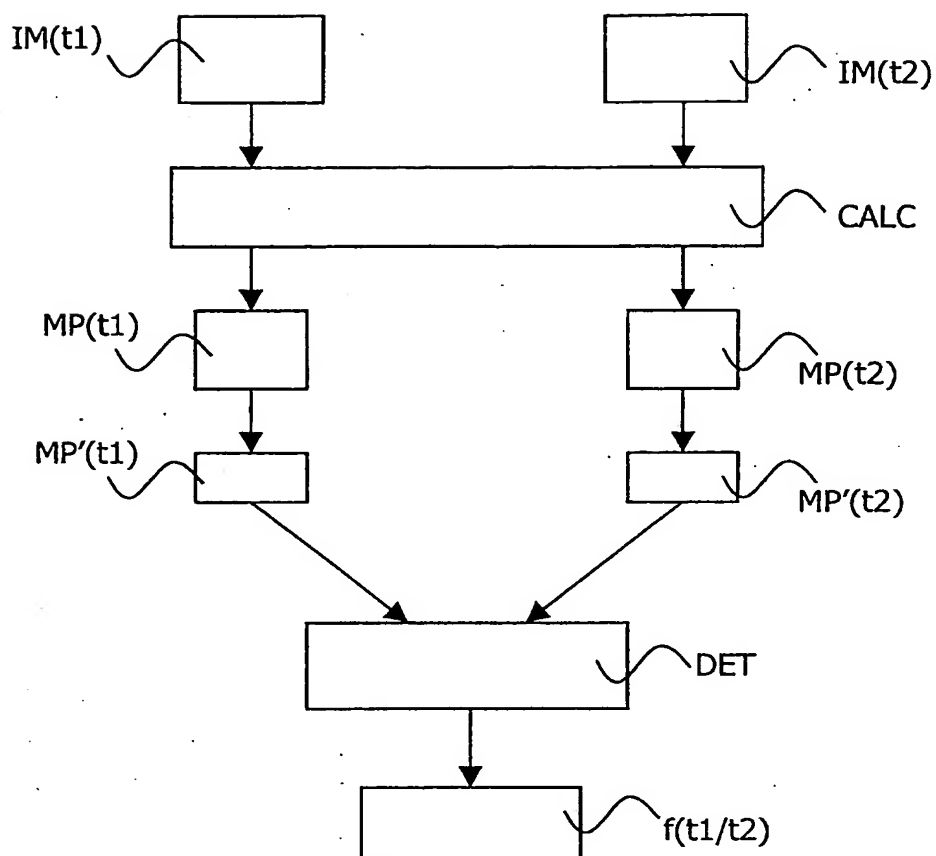 IM(t1)
IM(t2)
CALC
MP(t1)
MP(t2)
MP'(t1)
MP'(t2)
DET
f(t1/t2)